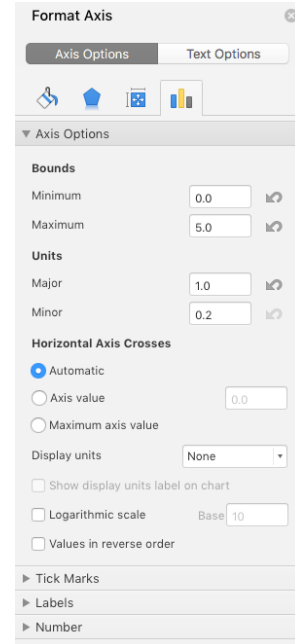 Format Axis
Axis Options Text Options
Axis Options
Bounds
Minimum 0.0
Maximum 5.0
Units
Major 1.0
Minor 0.2
Horizontal Axis Crosses
Automatic
Axis value 0.0
Maximum axis value
Display units None
Show display units label on chart
Logarithmic scale Base 10
Values in reverse order
Tick Marks
Labels
Number